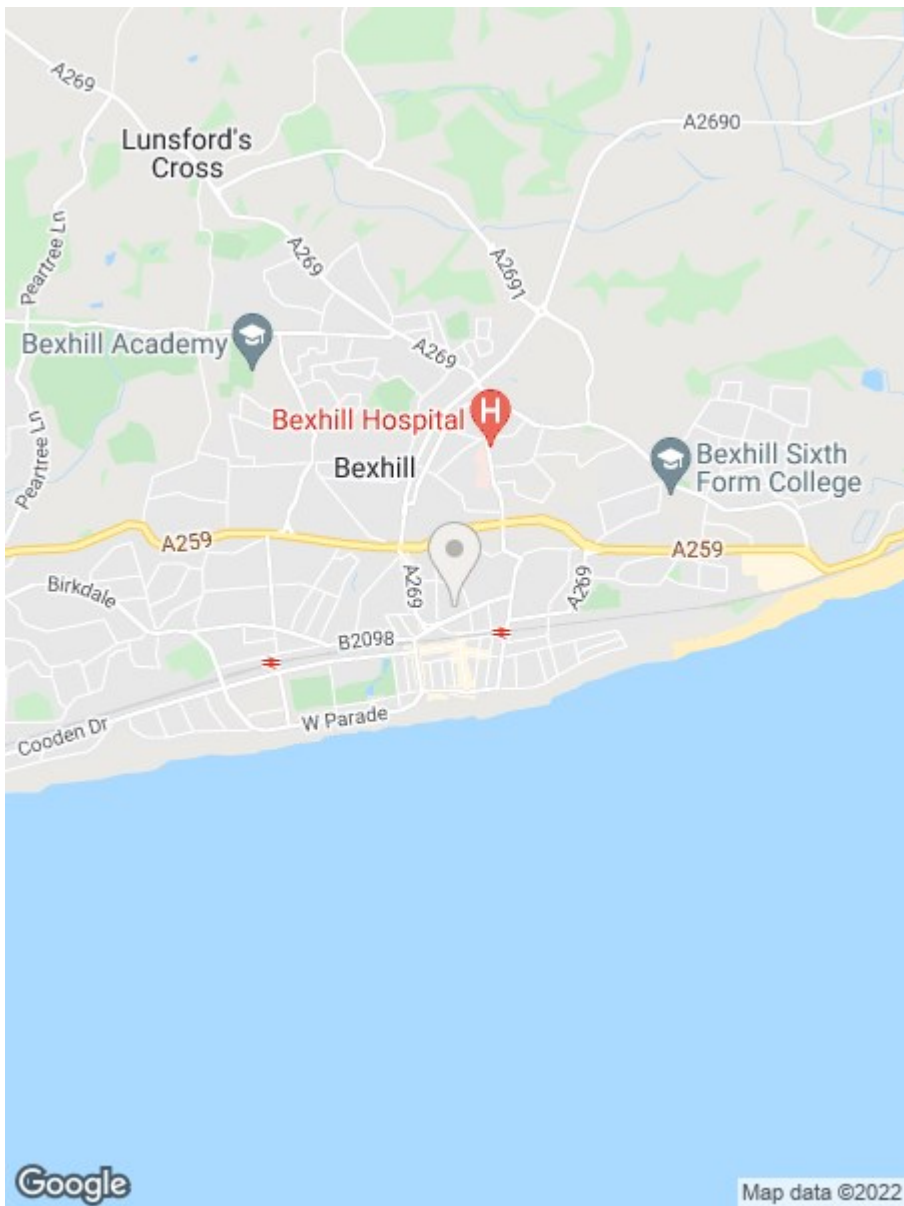 A269
A2690
Lunsford's
Cross
Peartree Ln
A269
A2691
Bexhill Academy
A269
Bexhill Hospital
H
Peartree Ln
Bexhill
Bexhill Sixth
Form College
A259
A259
Birkdale
A269
A269
B2098
W Parade
Cooden Dr
Google
Map data ©2022